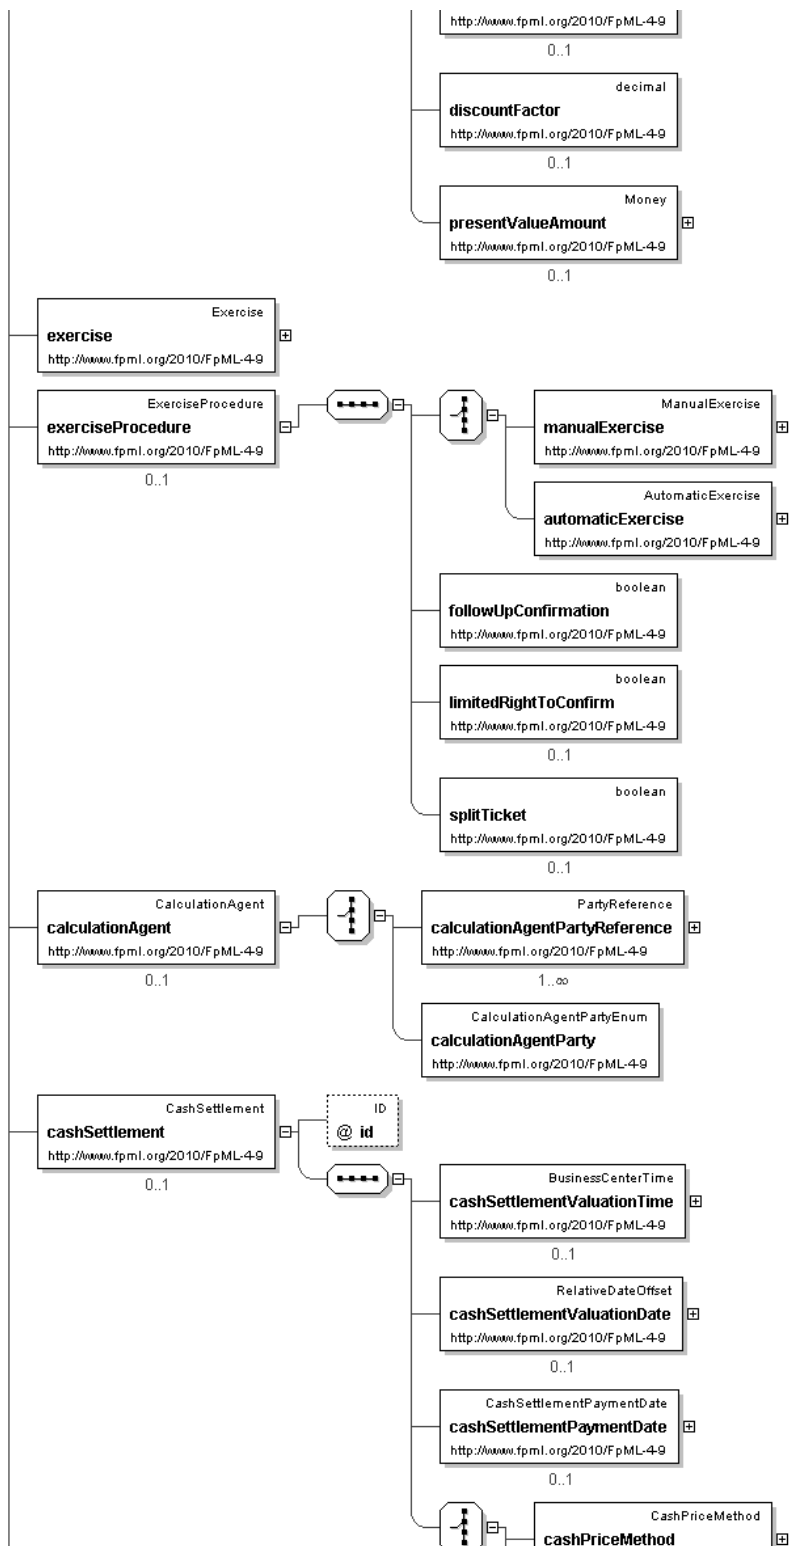 http://www.fpml.org/2010/FpML-4-9
0..1
decimal
discountFactor
http://www.fpml.org/2010/FpML-4-9
0..1
Money
presentValueAmount
http://www.fpml.org/2010/FpML-4-9
0..1
Exercise
exercise
http://www.fpml.org/2010/FpML-4-9
ExerciseProcedure
exerciseProcedure
http://www.fpml.org/2010/FpML-4-9
0..1
ManualExercise
manualExercise
http://www.fpml.org/2010/FpML-4-9
AutomaticExercise
automaticExercise
http://www.fpml.org/2010/FpML-4-9
boolean
followUpConfirmation
http://www.fpml.org/2010/FpML-4-9
boolean
limitedRightToConfirm
http://www.fpml.org/2010/FpML-4-9
0..1
boolean
splitTicket
http://www.fpml.org/2010/FpML-4-9
0..1
CalculationAgent
calculationAgent
http://www.fpml.org/2010/FpML-4-9
0..1
PartyReference
calculationAgentPartyReference
http://www.fpml.org/2010/FpML-4-9
1..∞
CalculationAgentPartyEnum
calculationAgentParty
http://www.fpml.org/2010/FpML-4-9
CashSettlement
cashSettlement
http://www.fpml.org/2010/FpML-4-9
0..1
ID
@ id
BusinessCenterTime
cashSettlementValuationTime
http://www.fpml.org/2010/FpML-4-9
0..1
RelativeDateOffset
cashSettlementValuationDate
http://www.fpml.org/2010/FpML-4-9
0..1
CashSettlementPaymentDate
cashSettlementPaymentDate
http://www.fpml.org/2010/FpML-4-9
0..1
CashPriceMethod
cashPriceMethod